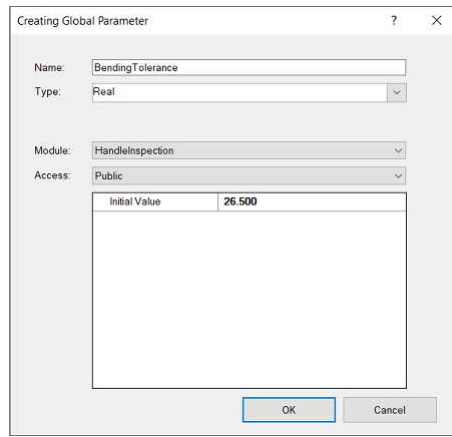 Creating Global Parameter ? ×
Name: BendingTolerance
Type: Real
Module: HandleInspection
Access: Public
Initial Value 26.500
OK Cancel